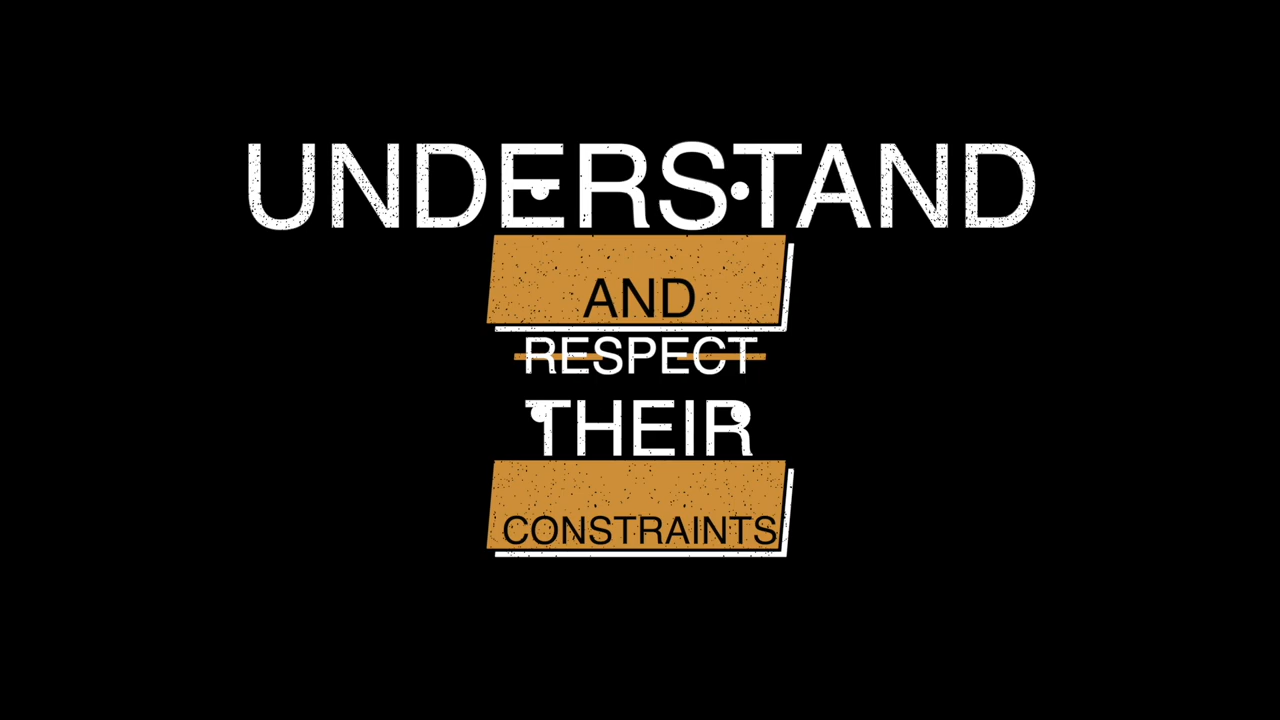 UNDERSTAND
AND
RESPECT
THEIR
CONSTRAINTS